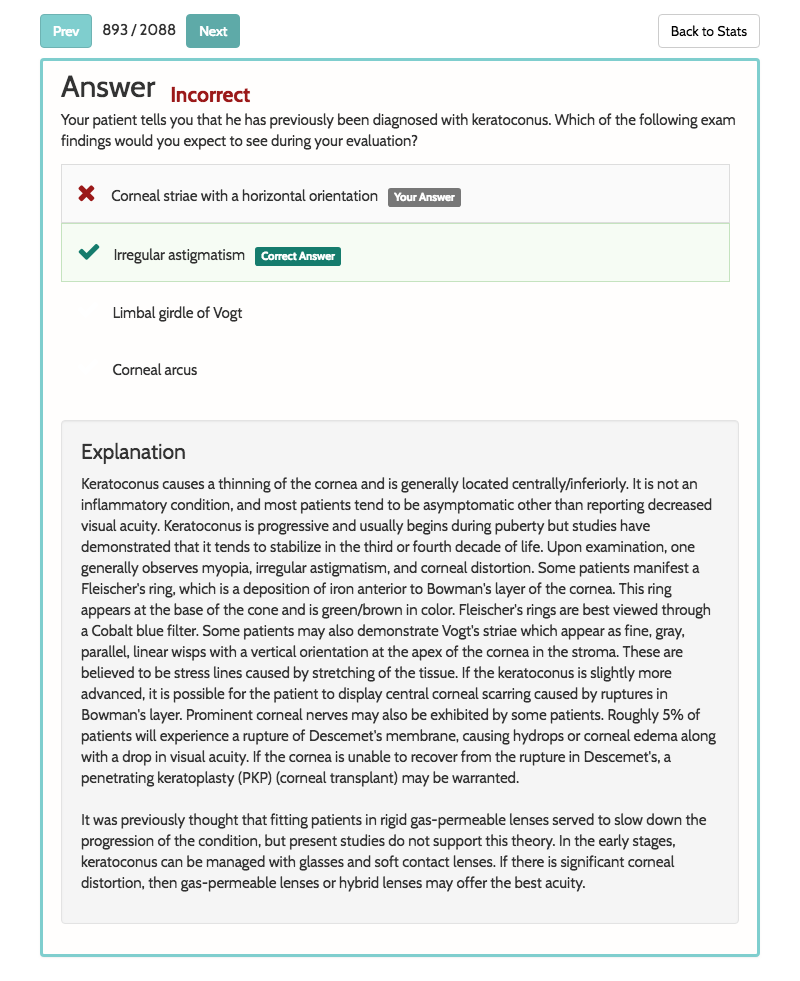 Prev 893 / 2088 Next Back to Stats
Answer Incorrect
Your patient tells you that he has previously been diagnosed with keratoconus. Which of the following exam
findings would you expect to see during your evaluation?
Corneal striae with a horizontal orientation Your Answer
Irregular astigmatism Correct Answer
Limbal girdle of Vogt
Corneal arcus
Explanation
Keratoconus causes a thinning of the cornea and is generally located centrally/inferiorly. It is not an
inflammatory condition, and most patients tend to be asymptomatic other than reporting decreased
visual acuity. Keratoconus is progressive and usually begins during puberty but studies have
demonstrated that it tends to stabilize in the third or fourth decade of life. Upon examination, one
generally observes myopia, irregular astigmatism, and corneal distortion. Some patients manifest a
Fleischer's ring, which is a deposition of iron anterior to Bowman's layer of the cornea. This ring
appears at the base of the cone and is green/brown in color. Fleischer's rings are best viewed through
a Cobalt blue filter. Some patients may also demonstrate Vogt's striae which appear as fine, gray,
parallel, linear wisps with a vertical orientation at the apex of the cornea in the stroma. These are
believed to be stress lines caused by stretching of the tissue. If the keratoconus is slightly more
advanced, it is possible for the patient to display central corneal scarring caused by ruptures in
Bowman's layer. Prominent corneal nerves may also be exhibited by some patients. Roughly 5% of
patients will experience a rupture of Descemet's membrane, causing hydrops or corneal edema along
with a drop in visual acuity. If the cornea is unable to recover from the rupture in Descemet's, a
penetrating keratoplasty (PKP) (corneal transplant) may be warranted.
It was previously thought that fitting patients in rigid gas-permeable lenses served to slow down the
progression of the condition, but present studies do not support this theory. In the early stages,
keratoconus can be managed with glasses and soft contact lenses. If there is significant corneal
distortion, then gas-permeable lenses or hybrid lenses may offer the best acuity.